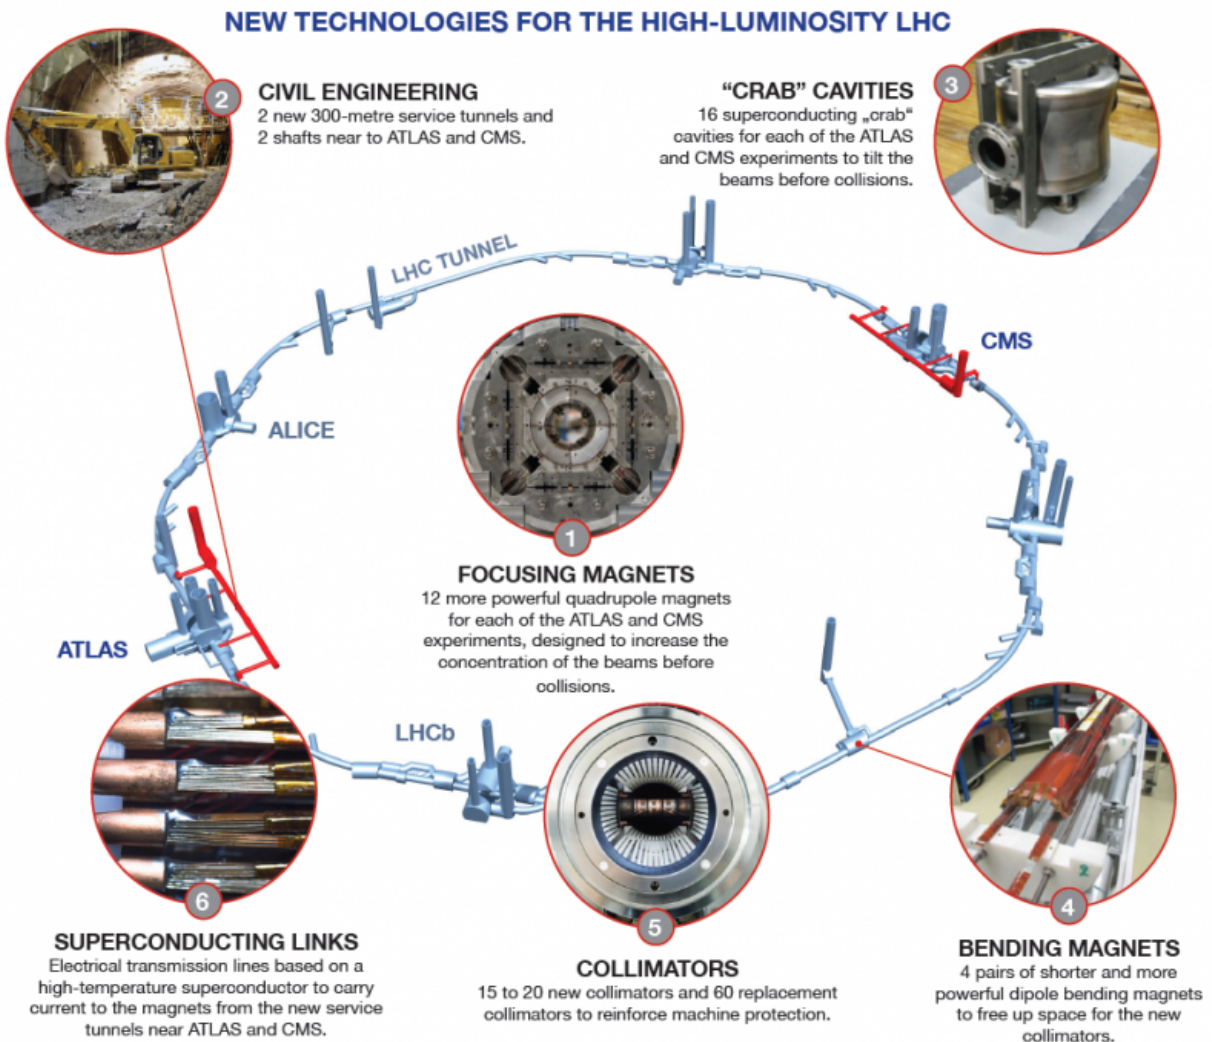 NEW TECHNOLOGIES FOR THE HIGH-LUMINOSITY LHC
2
CIVIL ENGINEERING
2 new 300-metre service tunnels and
2 shafts near to ATLAS and CMS.
“CRAB” CAVITIES
16 superconducting „crab“
cavities for each of the ATLAS
and CMS experiments to tilt the
beams before collisions.
3
LHC TUNNEL
CMS
ALICE
1
FOCUSING MAGNETS
12 more powerful quadrupole magnets
for each of the ATLAS and CMS
experiments, designed to increase the
concentration of the beams before
collisions.
ATLAS
LHCb
6
SUPERCONDUCTING LINKS
Electrical transmission lines based on a
high-temperature superconductor to carry
current to the magnets from the new service
tunnels near ATLAS and CMS.
5
COLLIMATORS
15 to 20 new collimators and 60 replacement
collimators to reinforce machine protection.
2
4
BENDING MAGNETS
4 pairs of shorter and more
powerful dipole bending magnets
to free up space for the new
collimators.